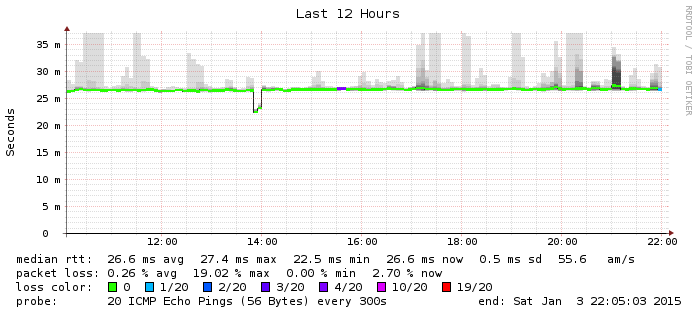 Last 12 Hours
RRDTOOL / TOBI OETIKER
Seconds
35 m
30 m
25 m
20 m
15 m
10 m
5 m
0
12:00 14:00 16:00 18:00 20:00 22:00
median rtt: 26.6 ms avg 27.4 ms max 22.5 ms min 26.6 ms now 0.5 ms sd 55.6 am/s
packet loss: 0.26 % avg 19.02 % max 0.00 % min 2.70 % now
loss color: 0 1/20 2/20 3/20 4/20 10/20 19/20
probe: 20 ICMP Echo Pings (56 Bytes) every 300s end: Sat Jan 3 22:05:03 2015